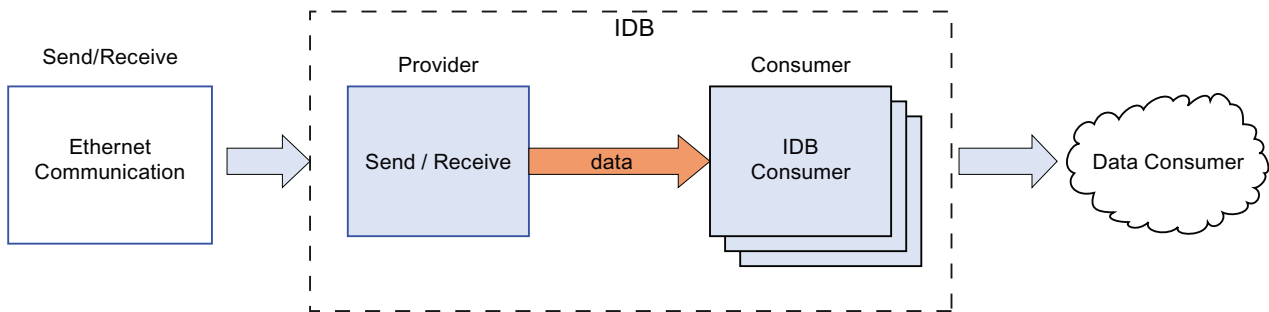 IDB
Send/Receive
Provider
Consumer
Ethernet
Communication
Send / Receive
data
IDB
Consumer
Data Consumer